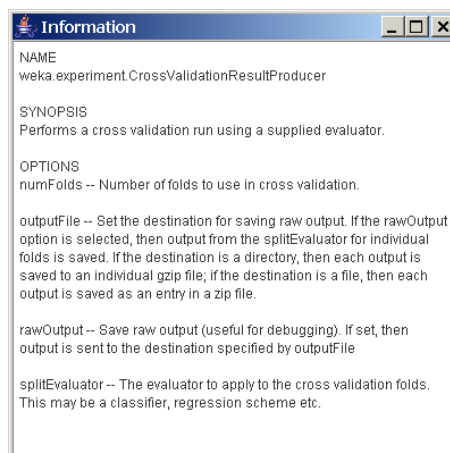 Information
NAME
weka.experiment.CrossValidationResultProducer
SYNOPSIS
Performs a cross validation run using a supplied evaluator.
OPTIONS
numFolds -- Number of folds to use in cross validation.
outputFile -- Set the destination for saving raw output. If the rawOutput
option is selected, then output from the splitEvaluator for individual
folds is saved. If the destination is a directory, then each output is
saved to an individual gzip file; if the destination is a file, then each
output is saved as an entry in a zip file.
rawOutput -- Save raw output (useful for debugging). If set, then
output is sent to the destination specified by outputFile
splitEvaluator -- The evaluator to apply to the cross validation folds.
This may be a classifier, regression scheme etc.